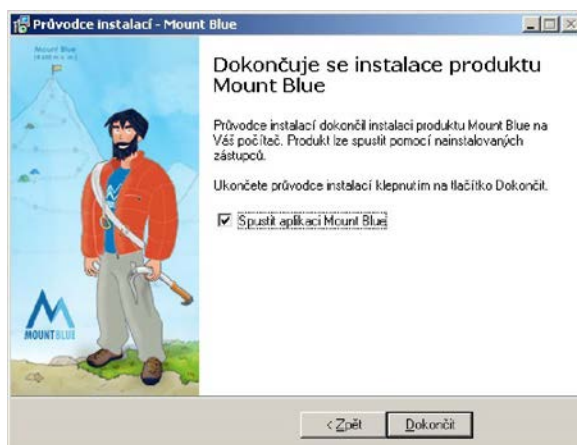 Průvodce instalací - Mount Blue
Mount Blue
Dokončuje se instalace produktu
Mount Blue
Průvodce instalací dokončil instalaci produktu Mount Blue na
Váš počítač. Produkt lze spustit pomocí nainstalovaných
zástupců.
Ukončete průvodce instalací klepnutím na tlačítko Dokončit.
Spustit aplikaci Mount Blue
MOUNT BLUE
< Zpět
Dokončit